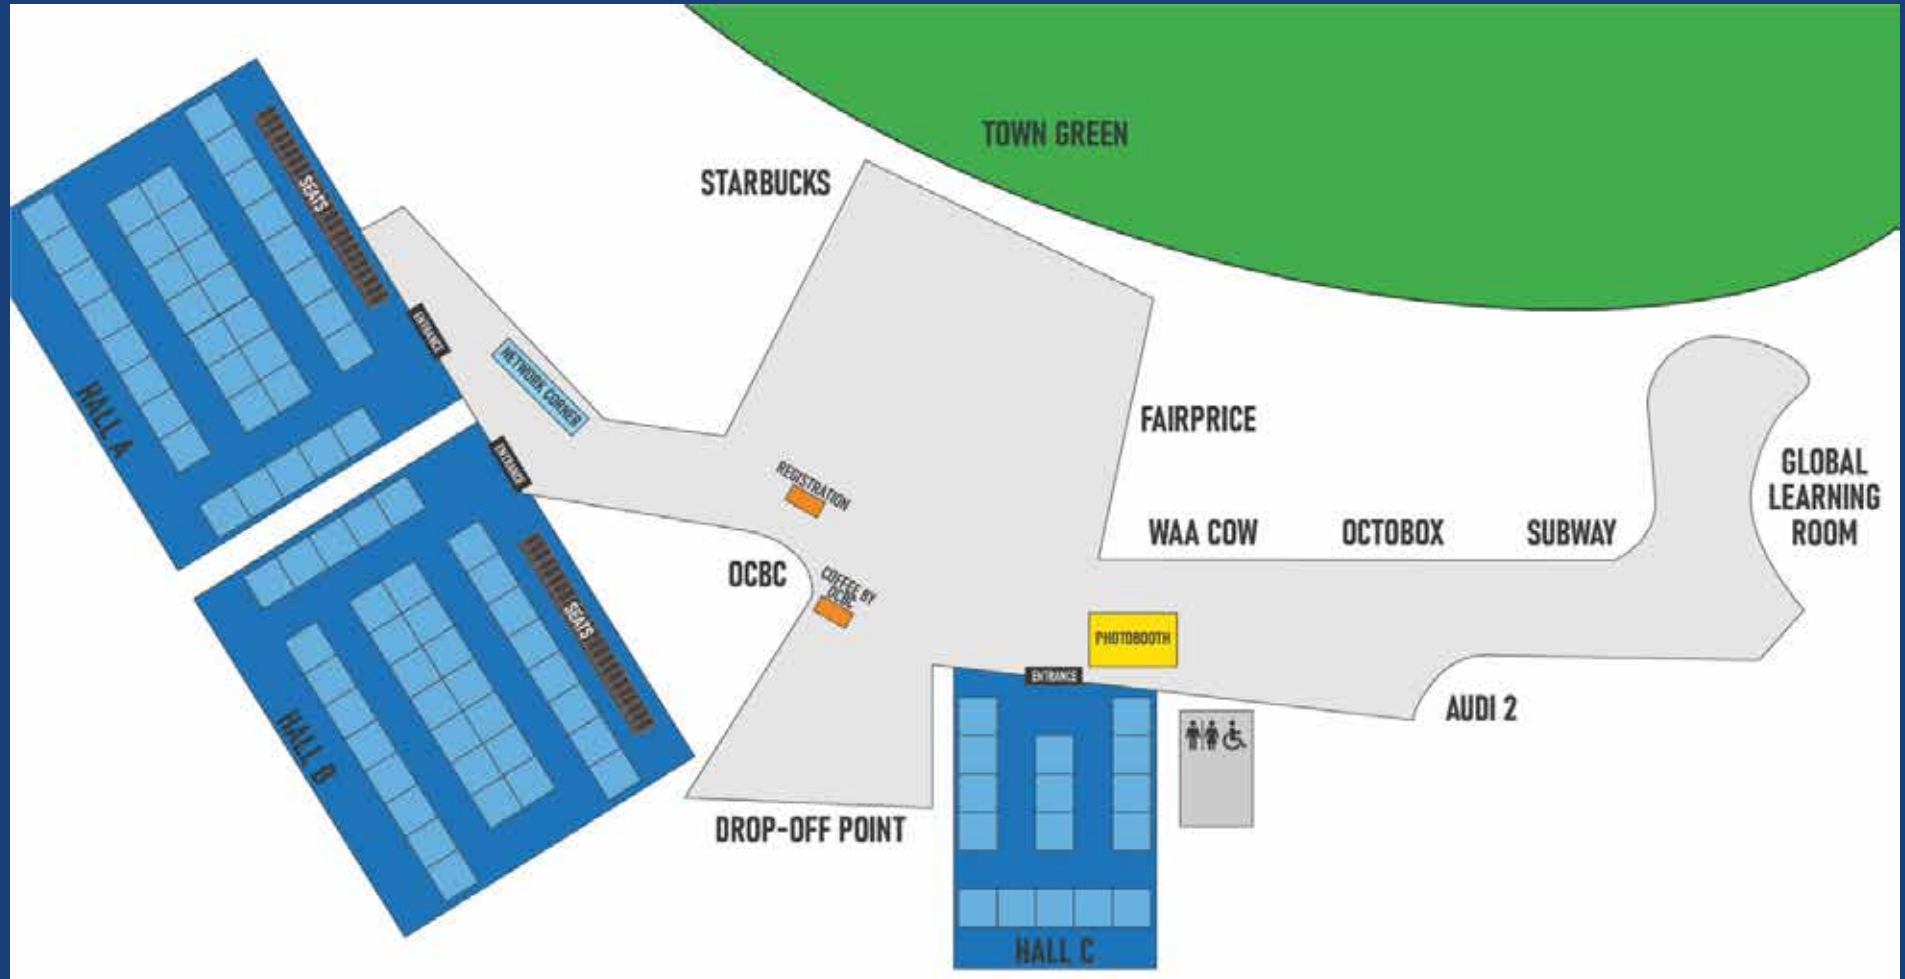 TOWN GREEN
STARBUCKS
SEATS
ENTRANCE
NETWORK CORNER
HALL A
FAIRPRICE
ENTRANCE
REGISTRATION
GLOBAL
LEARNING
ROOM
WAA COW
OCTOBOX
SUBWAY
OCBC
COFFEE BY
OCBC
SEATS
PHOTOBOOTH
ENTRANCE
HALL B
AUDI 2
DROP-OFF POINT
HALL C